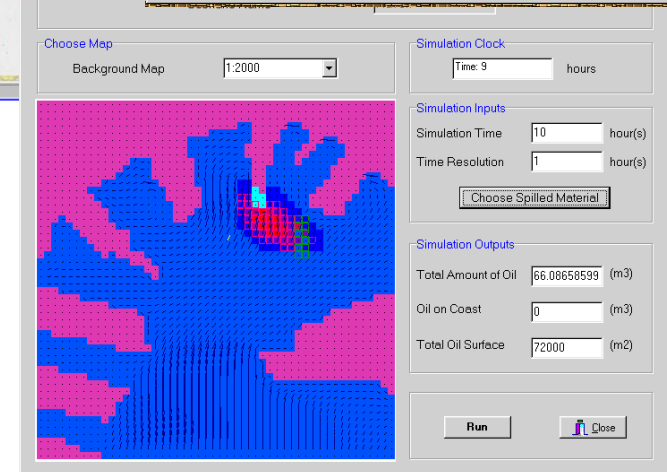 Choose Map
Background Map 1:2000
Simulation Clock
Time: 9 hours
Simulation Inputs
Simulation Time 10 hour(s)
Time Resolution 1 hour(s)
Choose Spilled Material
Simulation Outputs
Total Amount of Oil 66.08658599 (m3)
Oil on Coast 0 (m3)
Total Oil Surface 72000 (m2)
Run Close